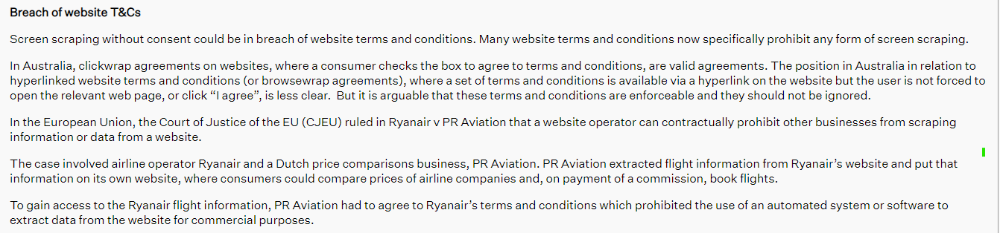 Breach of website T&Cs
Screen scraping without consent could be in breach of website terms and conditions. Many website terms and conditions now specifically prohibit any form of screen scraping.
In Australia, clickwrap agreements on websites, where a consumer checks the box to agree to terms and conditions, are valid agreements. The position in Australia in relation to
hyperlinked website terms and conditions (or browsewrap agreements), where a set of terms and conditions is available via a hyperlink on the website but the user is not forced to
open the relevant web page, or click “I agree”, is less clear.  But it is arguable that these terms and conditions are enforceable and they should not be ignored.
In the European Union, the Court of Justice of the EU (CJEU) ruled in Ryanair v PR Aviation that a website operator can contractually prohibit other businesses from scraping
information or data from a website.
The case involved airline operator Ryanair and a Dutch price comparisons business, PR Aviation. PR Aviation extracted flight information from Ryanair’s website and put that
information on its own website, where consumers could compare prices of airline companies and, on payment of a commission, book flights.
To gain access to the Ryanair flight information, PR Aviation had to agree to Ryanair’s terms and conditions which prohibited the use of an automated system or software to
extract data from the website for commercial purposes.